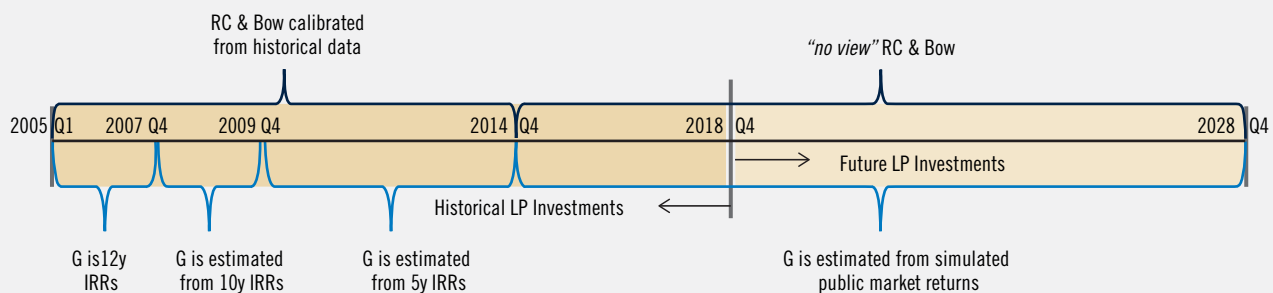 RC & Bow calibrated
from historical data
"no view" RC & Bow
2005 Q1 2007 Q4 2009 Q4 2014 Q4 2018 Q4 2028 Q4
Future LP Investments
Historical LP Investments
G is12y
IRRs
G is estimated
from 10y IRRs
G is estimated
from 5y IRRs
G is estimated from simulated
public market returns